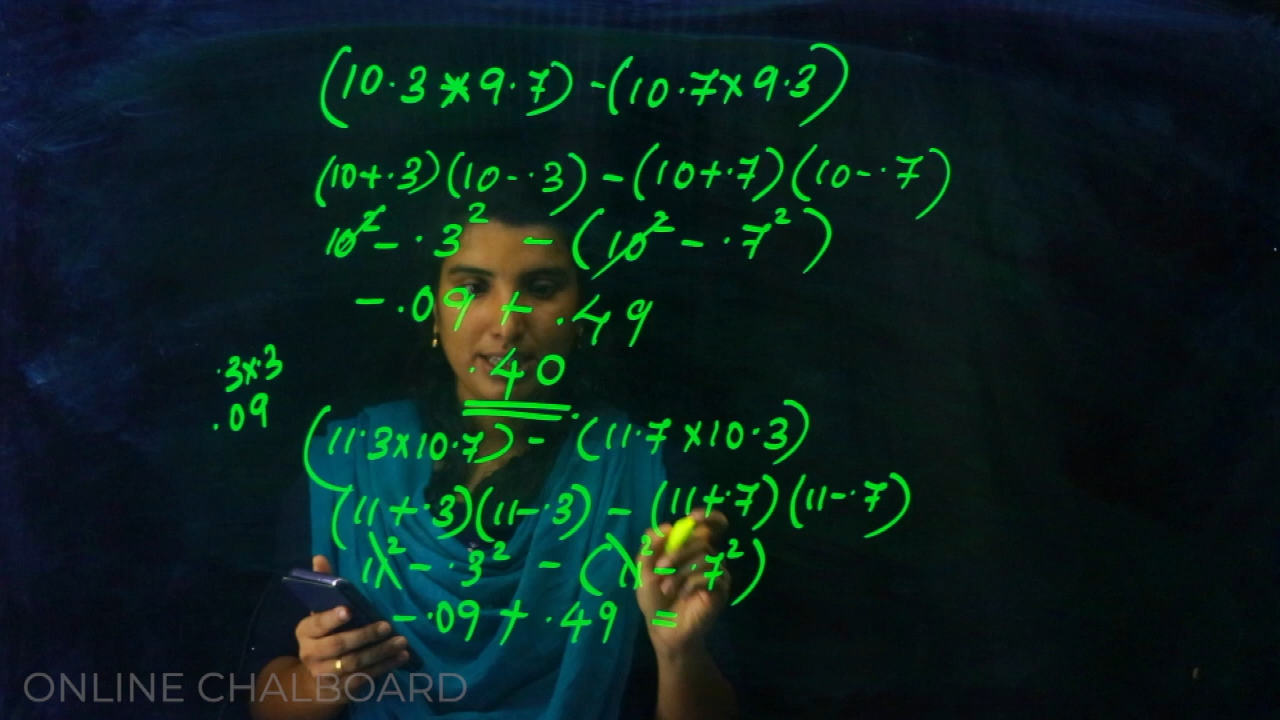 (10.3×9.7) -(10.7×9.3)
(10+.3)(10-.3) - (10+.7)(10-.7)
10² - .3² - (10² - .7²)
- .09 + .49
.40
.3×.3
.09
(11.3×10.7) - (11.7×10.3)
(11+.3)(11-.3) - (11+.7)(11-.7)
11² - .3² - (11² - .7²)
- .09 + .49 =
ONLINE CHALBOARD